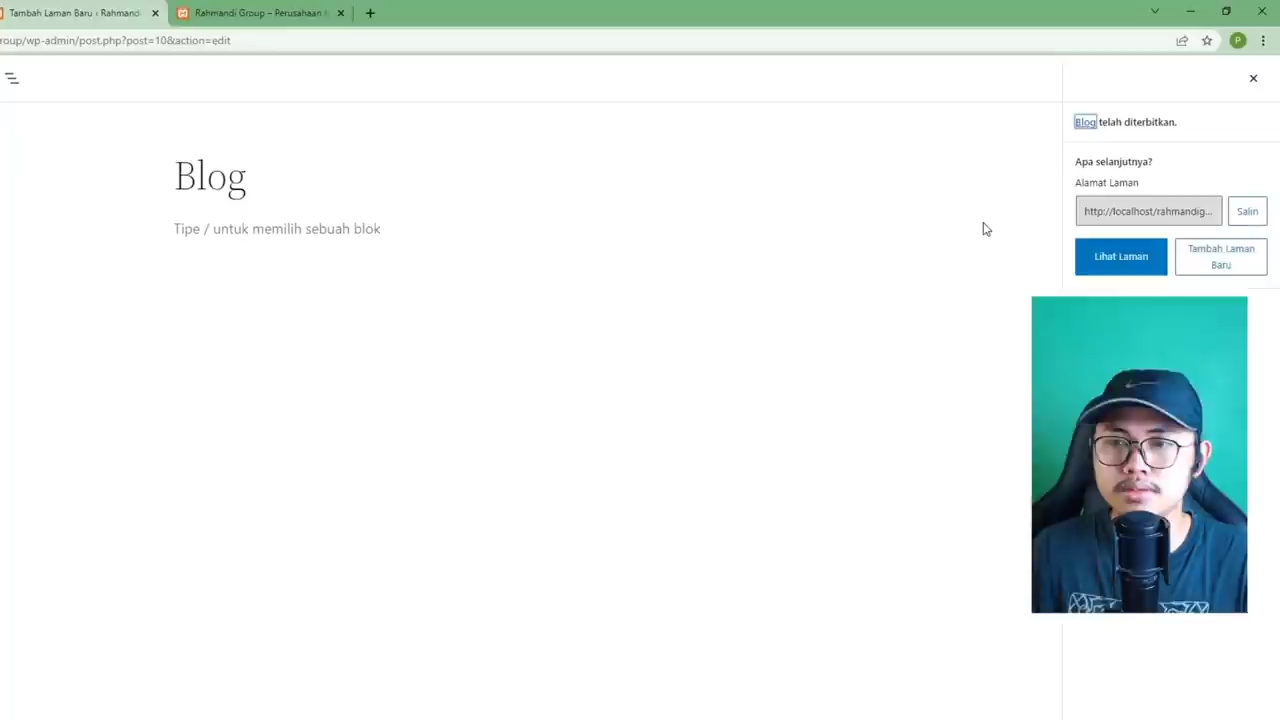 Tambah Laman Baru ‹ Rahmandi
Rahmandi Group – Perusahaan
roup/wp-admin/post.php?post=10&action=edit
P
Blog telah diterbitkan.
Apa selanjutnya?
Alamat Laman
http://localhost/rahmandig...
Salin
Lihat Laman
Tambah Laman
Baru
Blog
Tipe / untuk memilih sebuah blok